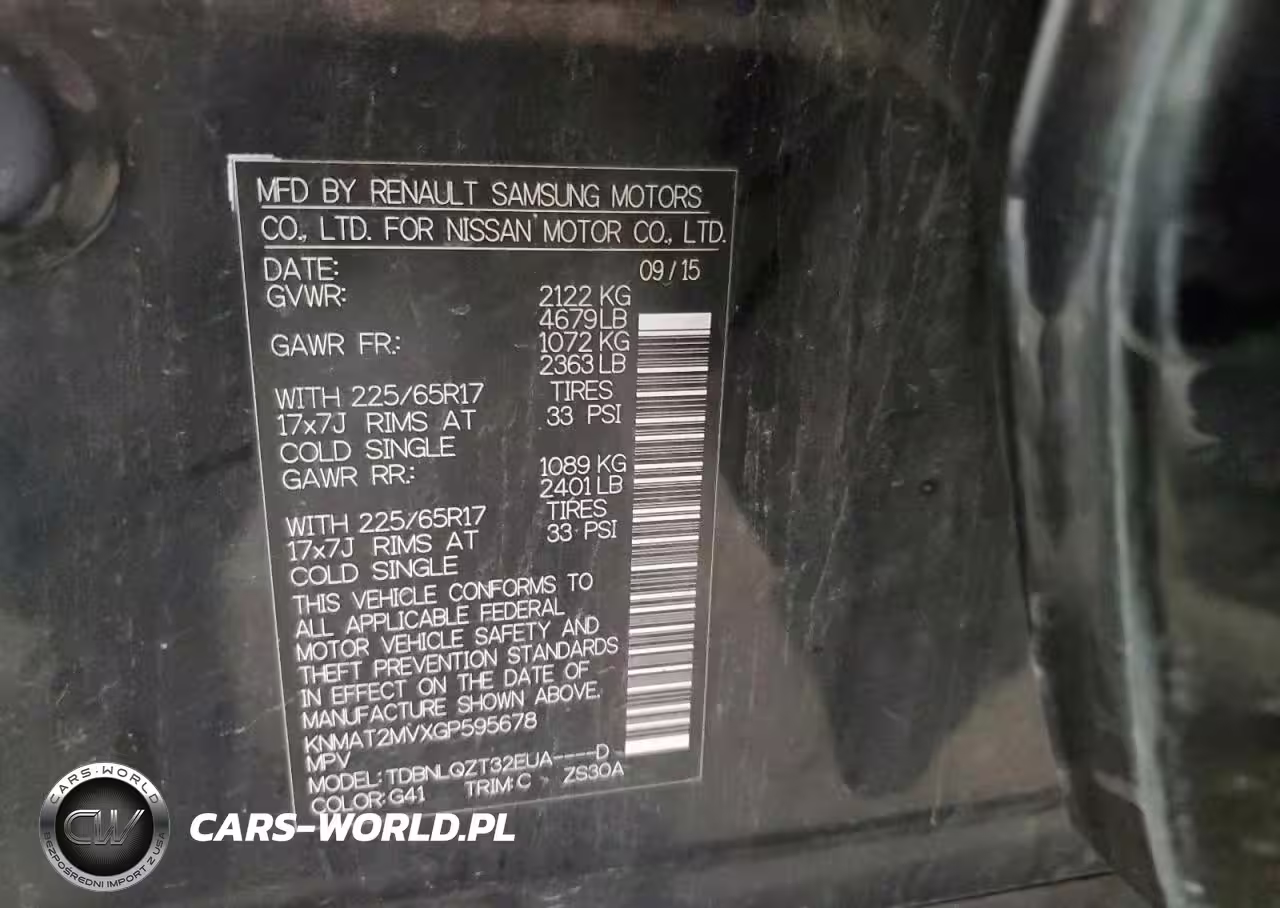 MFD BY RENAULT SAMSUNG MOTORS
CO., LTD. FOR NISSAN MOTOR CO., LTD.
DATE: 09/15
GVWR: 2122 KG
4679 LB
GAWR FR.: 1072 KG
2363 LB
WITH 225/65R17 TIRES
17x7J RIMS AT 33 PSI
COLD SINGLE
GAWR RR.: 1089 KG
2401 LB
WITH 225/65R17 TIRES
17x7J RIMS AT 33 PSI
COLD SINGLE
THIS VEHICLE CONFORMS TO
ALL APPLICABLE FEDERAL
MOTOR VEHICLE SAFETY AND
THEFT PREVENTION STANDARDS
IN EFFECT ON THE DATE OF
MANUFACTURE SHOWN ABOVE.
KNMAT2MVXGP595678
MPV
MODEL: TDBNLQZT32EUA----D
COLOR: G41 TRIM: C ZS30A
CARS-WORLD
CW
BEZPOŚREDNI IMPORT Z USA
CARS-WORLD.PL